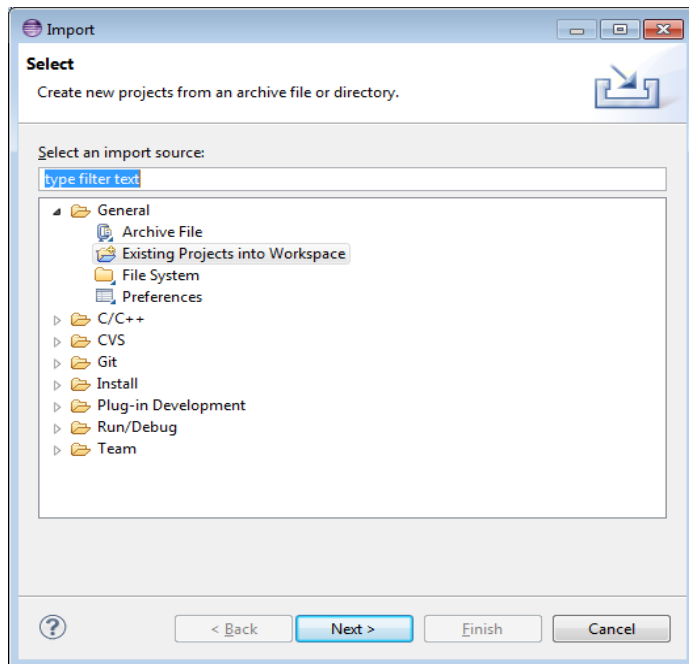 Import
Select
Create new projects from an archive file or directory.
Select an import source:
type filter text
General
Archive File
Existing Projects into Workspace
File System
Preferences
C/C++
CVS
Git
Install
Plug-in Development
Run/Debug
Team
? < Back Next > Finish Cancel